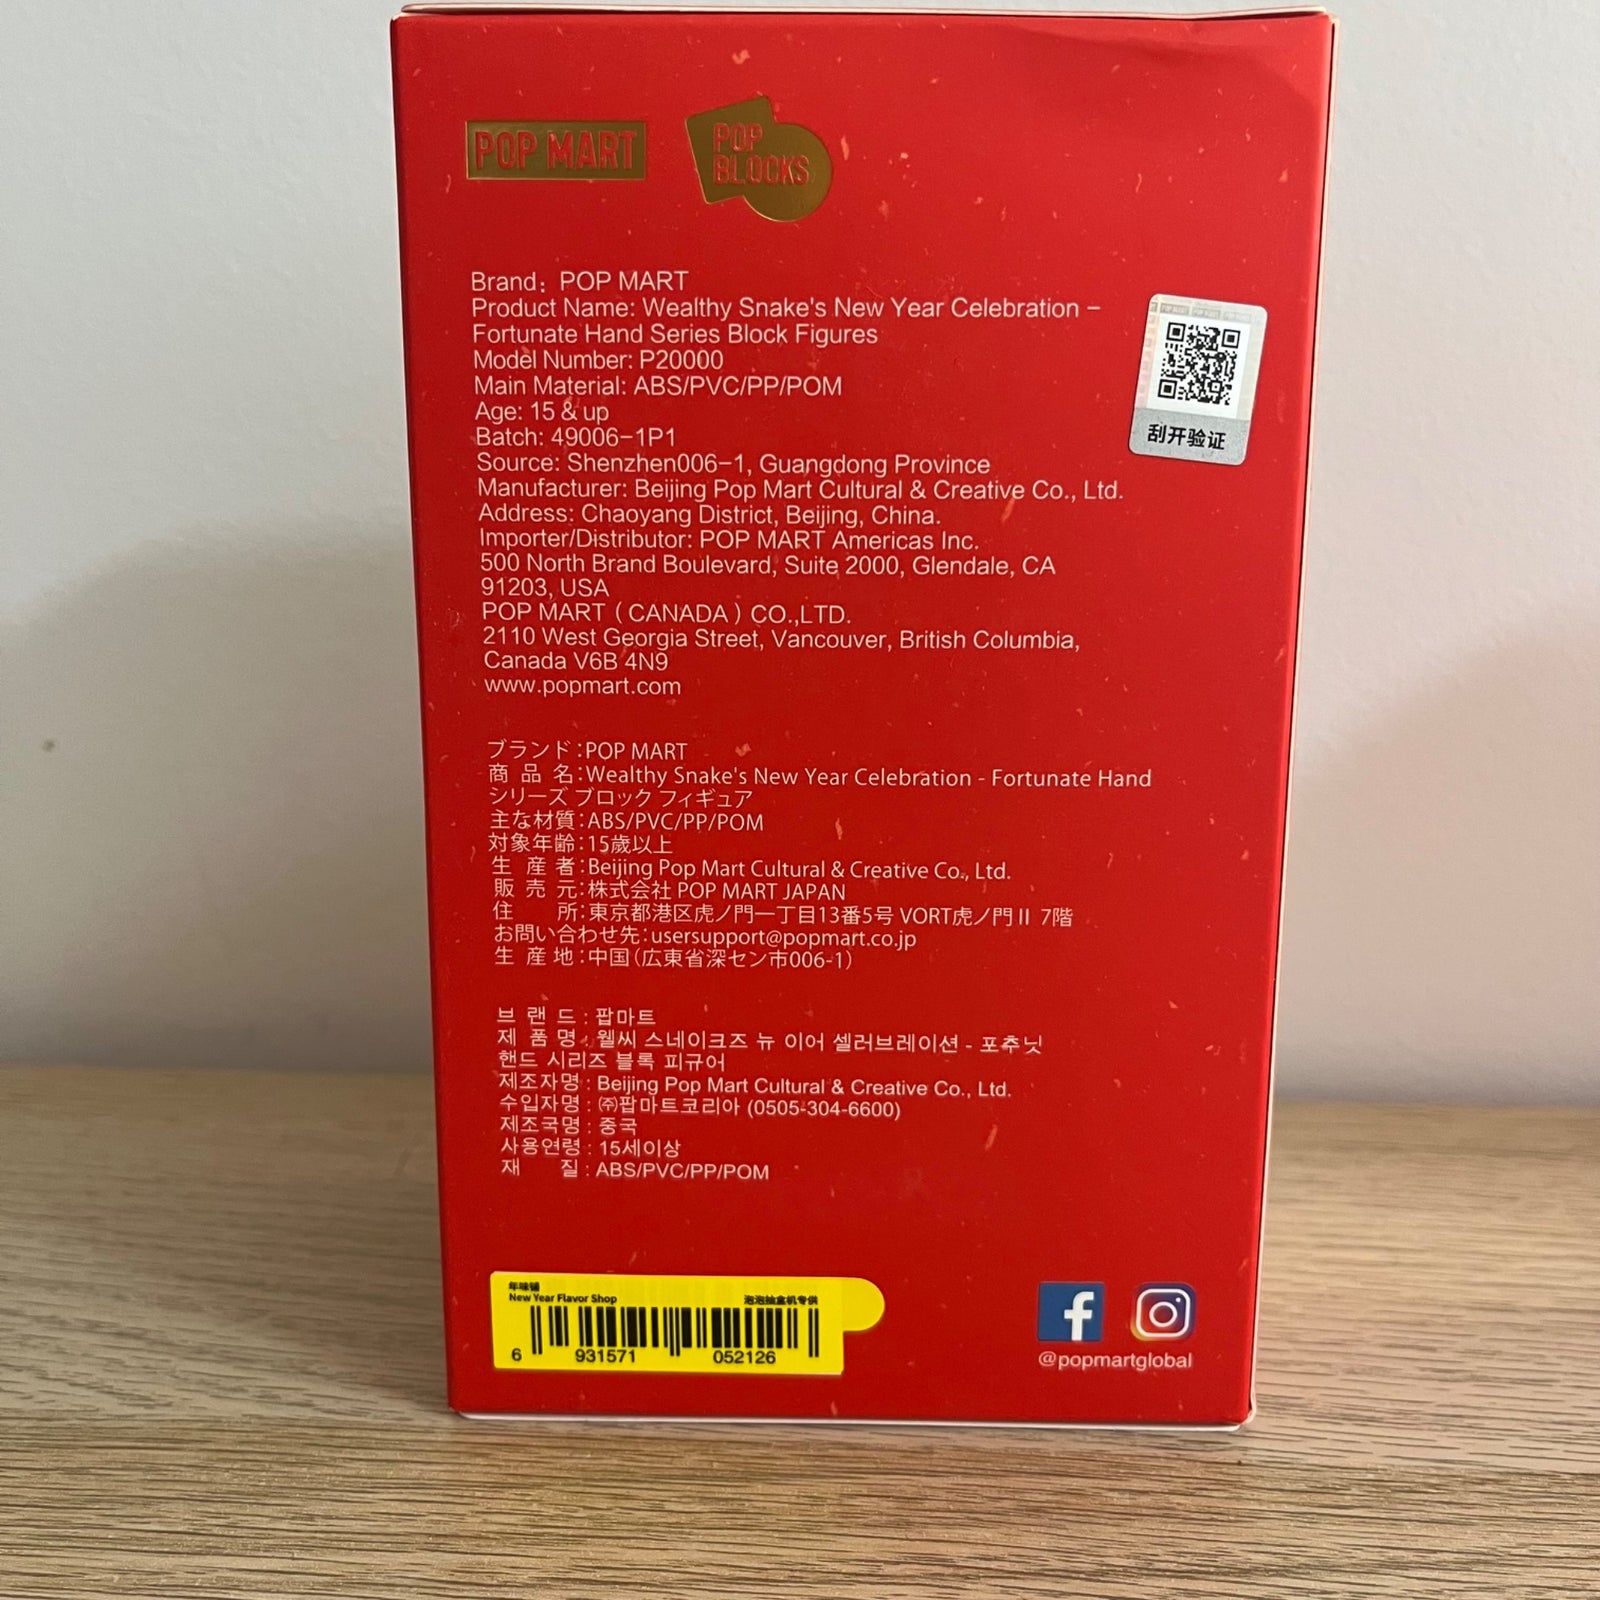 POP MART
POP
BLOCKS
Brand: POP MART
Product Name: Wealthy Snake's New Year Celebration –
Fortunate Hand Series Block Figures
Model Number: P20000
Main Material: ABS/PVC/PP/POM
Age: 15 & up
Batch: 49006-1P1
Source: Shenzhen006-1, Guangdong Province
Manufacturer: Beijing Pop Mart Cultural & Creative Co., Ltd.
Address: Chaoyang District, Beijing, China.
Importer/Distributor: POP MART Americas Inc.
500 North Brand Boulevard, Suite 2000, Glendale, CA
91203, USA
POP MART ( CANADA ) CO.,LTD.
2110 West Georgia Street, Vancouver, British Columbia,
Canada V6B 4N9
www.popmart.com
刮开验证
ブランド:POP MART
商 品 名:Wealthy Snake's New Year Celebration - Fortunate Hand
シリーズ ブロック フィギュア
主な材質:ABS/PVC/PP/POM
対象年齢:15歳以上
生 産 者:Beijing Pop Mart Cultural & Creative Co., Ltd.
販 売 元:株式会社 POP MART JAPAN
住 所:東京都港区虎ノ門一丁目13番5号 VORT虎ノ門Ⅱ 7階
お問い合わせ先:usersupport@popmart.co.jp
生 産 地:中国(広東省深セン市006-1)
브 랜 드 : 팝마트
제 품 명 : 웰씨 스네이크즈 뉴 이어 셀러브레이션 - 포추닛
핸드 시리즈 블록 피규어
제조자명 : Beijing Pop Mart Cultural & Creative Co., Ltd.
수입자명 : ㈜팝마트코리아 (0505-304-6600)
제조국명 : 중국
사용연령 : 15세이상
재 질 : ABS/PVC/PP/POM
年味铺
New Year Flavor Shop
泡泡抽盒机专供
6 931571 052126
@popmartglobal